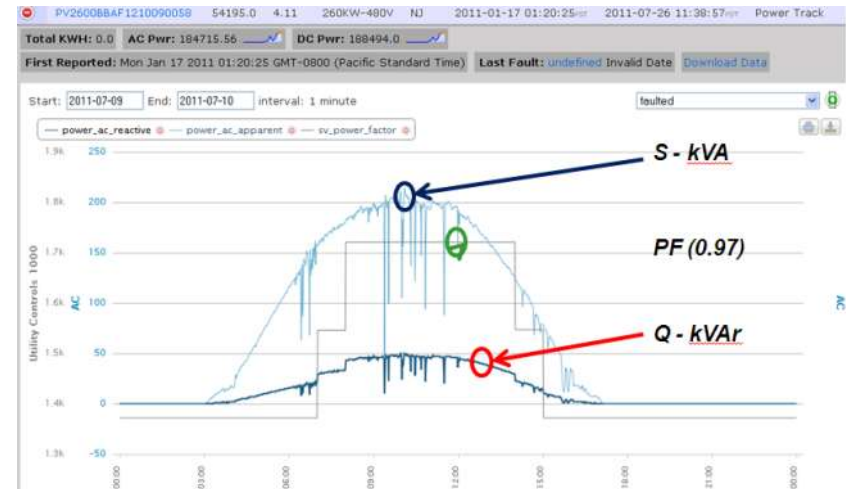 PV2600BBAF1210090058 54195.0 4.11 260KW-480V NJ 2011-01-17 01:20:25 PST 2011-07-26 11:38:57 PDT Power Track
Total KWH: 0.0 AC Pwr: 184715.56 DC Pwr: 188494.0
First Reported: Mon Jan 17 2011 01:20:25 GMT-0800 (Pacific Standard Time) Last Fault: undefined Invalid Date Download Data
Start: 2011-07-09 End: 2011-07-10 interval: 1 minute faulted
power_ac_reactive power_ac_apparent sv_power_factor
S - kVA
PF (0.97)
Q - kVAr
Utility Controls 1000
1.9k
1.8k
1.7k
1.6k
1.5k
1.4k
1.3k
AC
250
200
150
100
50
0
-50
AC
00:00 03:00 06:00 09:00 12:00 15:00 18:00 21:00 00:00